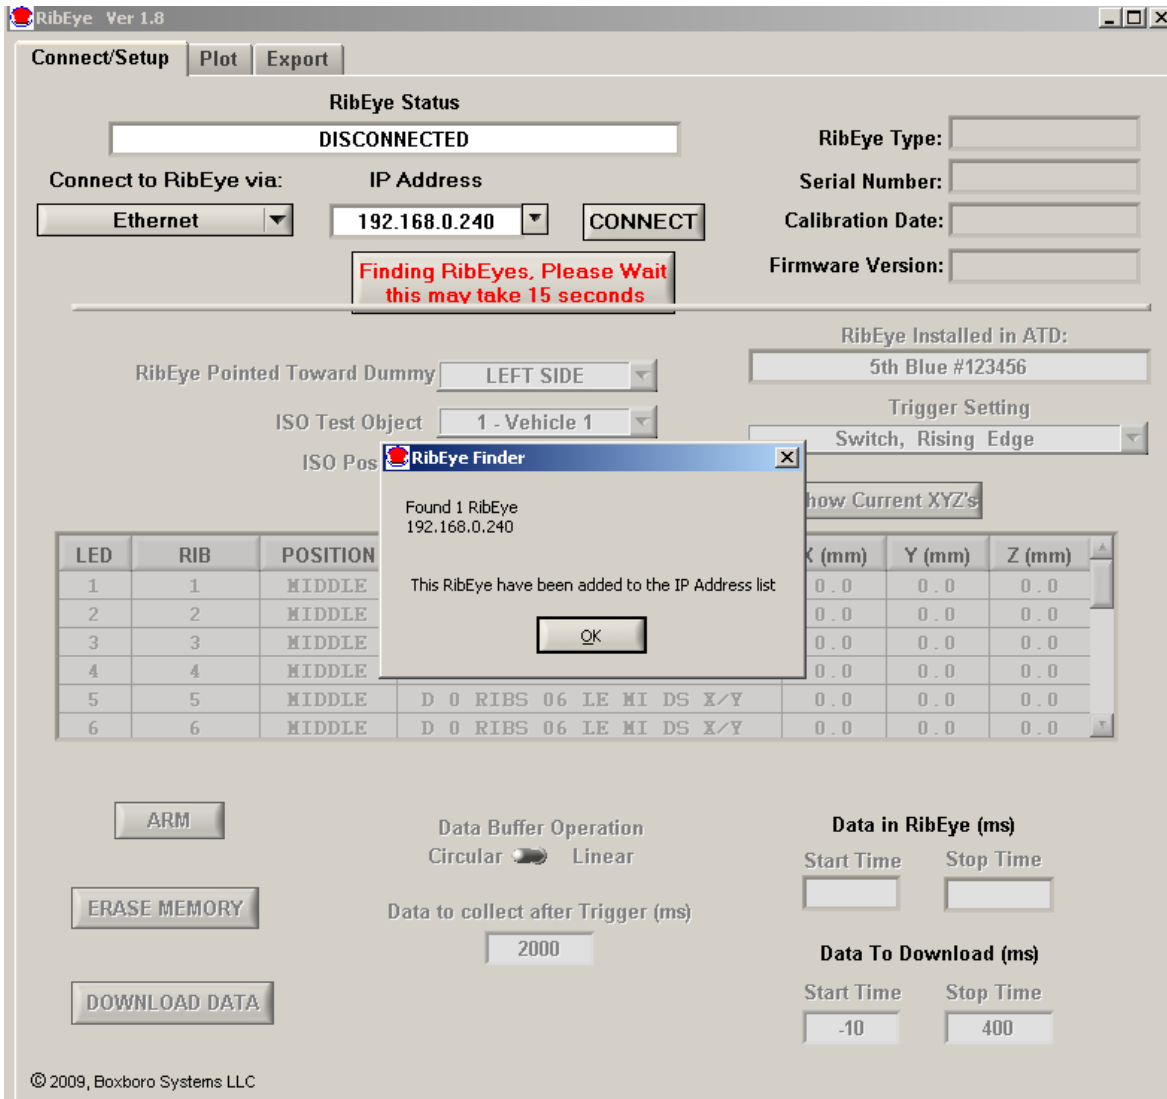 RibEye Ver 1.8
Connect/Setup Plot Export
RibEye Status
DISCONNECTED
Connect to RibEye via:
Ethernet
IP Address
192.168.0.240
CONNECT
Finding RibEyes, Please Wait
this may take 15 seconds
RibEye Type:
Serial Number:
Calibration Date:
Firmware Version:
RibEye Pointed Toward Dummy LEFT SIDE
ISO Test Object 1 - Vehicle 1
ISO Pos
RibEye Installed in ATD:
5th Blue #123456
Trigger Setting
Switch, Rising Edge
how Current XYZ's
RibEye Finder
Found 1 RibEye
192.168.0.240
This RibEye have been added to the IP Address list
OK
LED RIB POSITION (mm) Y (mm) Z (mm)
1 1 MIDDLE 0.0 0.0 0.0
2 2 MIDDLE 0.0 0.0 0.0
3 3 MIDDLE 0.0 0.0 0.0
4 4 MIDDLE 0.0 0.0 0.0
5 5 MIDDLE D 0 RIBS 06 LE MI DS X/Y 0.0 0.0 0.0
6 6 MIDDLE D 0 RIBS 06 LE MI DS X/Y 0.0 0.0 0.0
ARM
ERASE MEMORY
DOWNLOAD DATA
Data Buffer Operation
Circular Linear
Data to collect after Trigger (ms)
2000
Data in RibEye (ms)
Start Time Stop Time
Data To Download (ms)
Start Time Stop Time
-10 400
© 2009, Boxboro Systems LLC